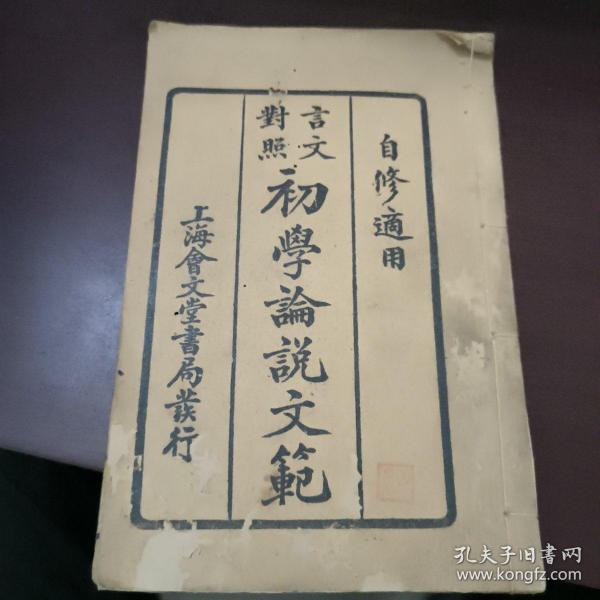 自修適用
言文
對照
初學論說文範
上海會文堂書局發行
孔夫子旧书网
www.kongfz.com